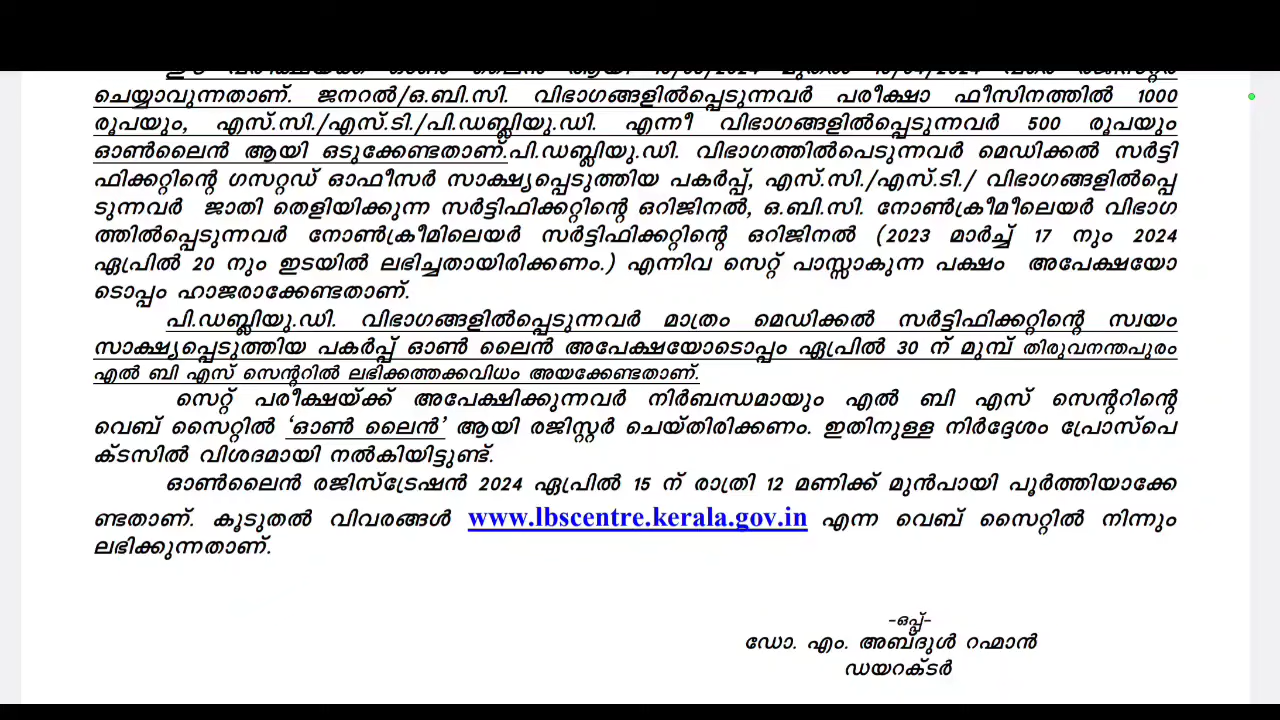 ചെയ്യാവുന്നതാണ്. ജനറൽ/ഒ.ബി.സി. വിഭാഗങ്ങളിൽപ്പെടുന്നവർ പരീക്ഷാ ഫീസിനത്തിൽ 1000
രൂപയും, എസ്.സി./എസ്.ടി./പി.ഡബ്ല്യു.ഡി. എന്നീ വിഭാഗങ്ങളിൽപ്പെടുന്നവർ 500 രൂപയും
ഓൺലൈൻ ആയി ഒടുക്കേണ്ടതാണ്.പി.ഡബ്ല്യു.ഡി. വിഭാഗത്തിൽപെടുന്നവർ മെഡിക്കൽ സർട്ടി
ഫിക്കറ്റിന്റെ ഗസറ്റഡ് ഓഫീസർ സാക്ഷ്യപ്പെടുത്തിയ പകർപ്പ്, എസ്.സി./എസ്.ടി./ വിഭാഗങ്ങളിൽപ്പെ
ടുന്നവർ ജാതി തെളിയിക്കുന്ന സർട്ടിഫിക്കറ്റിന്റെ ഒറിജിനൽ, ഒ.ബി.സി. നോൺക്രീമീലെയർ വിഭാഗ
ത്തിൽപ്പെടുന്നവർ നോൺക്രീമിലെയർ സർട്ടിഫിക്കറ്റിന്റെ ഒറിജിനൽ (2023 മാർച്ച് 17 നും 2024
ഏപ്രിൽ 20 നും ഇടയിൽ ലഭിച്ചതായിരിക്കണം.) എന്നിവ സെറ്റ് പാസ്സാകുന്ന പക്ഷം അപേക്ഷയോ
ടൊപ്പം ഹാജരാക്കേണ്ടതാണ്.
പി.ഡബ്ലിയു.ഡി. വിഭാഗങ്ങളിൽപ്പെടുന്നവർ മാത്രം മെഡിക്കൽ സർട്ടിഫിക്കറ്റിന്റെ സ്വയം
സാക്ഷ്യപ്പെടുത്തിയ പകർപ്പ് ഓൺ ലൈൻ അപേക്ഷയോടൊപ്പം ഏപ്രിൽ 30 ന് മുമ്പ് തിരുവനന്തപുരം
എൽ ബി എസ് സെന്ററിൽ ലഭിക്കത്തക്കവിധം അയക്കേണ്ടതാണ്.
സെറ്റ് പരീക്ഷയ്ക്ക് അപേക്ഷിക്കുന്നവർ നിർബന്ധമായും എൽ ബി എസ് സെന്ററിന്റെ
വെബ് സൈറ്റിൽ ‘ഓൺ ലൈൻ’ ആയി രജിസ്റ്റർ ചെയ്തിരിക്കണം. ഇതിനുള്ള നിർദ്ദേശം പ്രോസ്പെ
ക്ടസിൽ വിശദമായി നൽകിയിട്ടുണ്ട്.
ഓൺലൈൻ രജിസ്ട്രേഷൻ 2024 ഏപ്രിൽ 15 ന് രാത്രി 12 മണിക്ക് മുൻപായി പൂർത്തിയാക്കേ
ണ്ടതാണ്. കൂടുതൽ വിവരങ്ങൾ www.lbscentre.kerala.gov.in എന്ന വെബ് സൈറ്റിൽ നിന്നും
ലഭിക്കുന്നതാണ്.
-ഒപ്പ്-
ഡോ. എം. അബ്ദുൾ റഹ്മാൻ
ഡയറക്ടർ